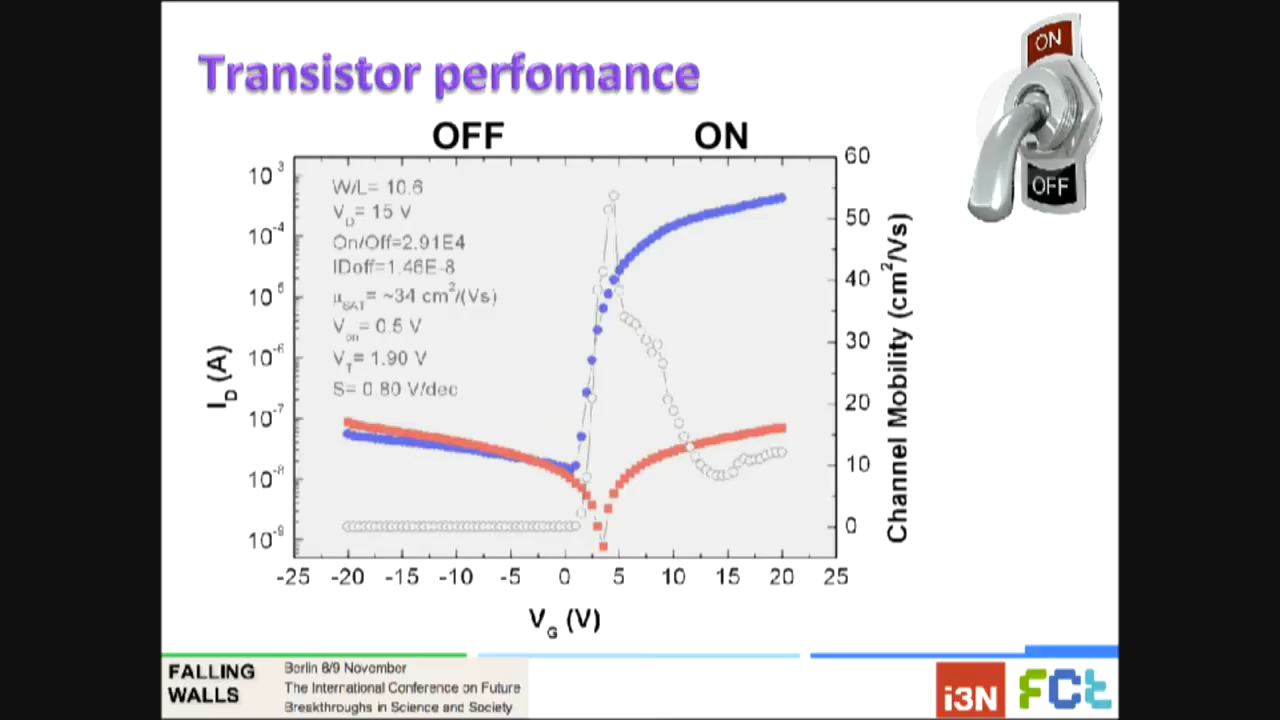 Transistor perfomance
ON
OFF
OFF
ON
W/L= 10.6
V_D= 15 V
On/Off=2.91E4
IDoff=1.46E-8
μ_SAT= ~34 cm²/(Vs)
V_on= 0.5 V
V_T= 1.90 V
S= 0.80 V/dec
10⁻³
10⁻⁴
10⁻⁵
10⁻⁶
10⁻⁷
10⁻⁸
10⁻⁹
I_D (A)
60
50
40
30
20
10
0
Channel Mobility (cm²/Vs)
-25 -20 -15 -10 -5 0 5 10 15 20 25
V_G (V)
FALLING
WALLS
Berlin 8/9 November
The International Conference on Future
Breakthroughs in Science and Society
i3N
FCt